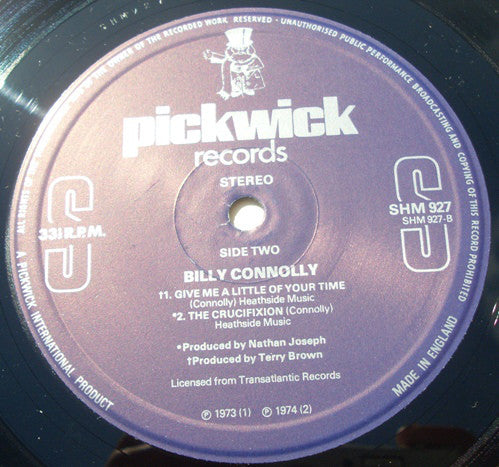 ALL RIGHTS OF THE OWNER OF THE RECORDED WORK RESERVED · UNAUTHORISED PUBLIC PERFORMANCE BROADCASTING AND COPYING OF THIS RECORD PROHIBITED
pickwick
records
STEREO
33⅓ R.P.M.
SHM 927
SHM 927-B
SIDE TWO
BILLY CONNOLLY
†1. GIVE ME A LITTLE OF YOUR TIME
(Connolly) Heathside Music
*2. THE CRUCIFIXION (Connolly)
Heathside Music
*Produced by Nathan Joseph
†Produced by Terry Brown
Licensed from Transatlantic Records
Ⓟ 1973 (1) Ⓟ 1974 (2)
A PICKWICK INTERNATIONAL PRODUCT
MADE IN ENGLAND